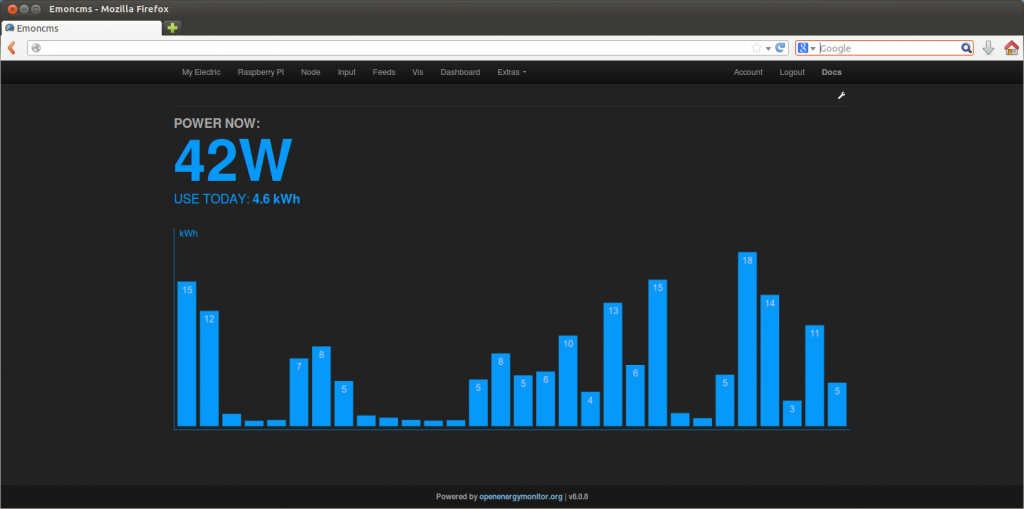 Emoncms - Mozilla Firefox
Emoncms
Google
My Electric Raspberry PI Node Input Feeds Vis Dashboard Extras Account Logout Docs
POWER NOW:
42W
USE TODAY: 4.6 kWh
kWh
15 12 7 8 5 5 8 5 6 10 4 13 6 15 5 18 14 3 11 5
Powered by openenergymonitor.org | v8.0.8